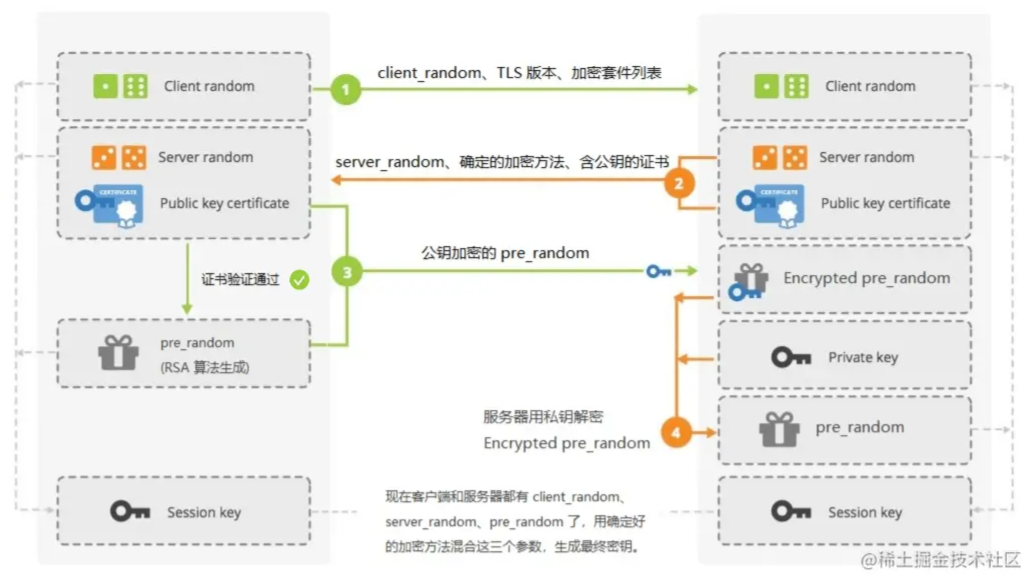 client_random、TLS 版本、加密套件列表
Client random
1
Client random
Server random
server_random、确定的加密方法、含公钥的证书
Server random
2
CERTIFICATE
Public key certificate
CERTIFICATE
Public key certificate
公钥加密的 pre_random
3
证书验证通过
Encrypted pre_random
pre_random
(RSA 算法生成)
Private key
服务器用私钥解密
Encrypted pre_random
4
pre_random
现在客户端和服务器都有 client_random、
server_random、pre_random 了，用确定好
的加密方法混合这三个参数，生成最终密钥。
Session key
Session key
@稀土掘金技术社区